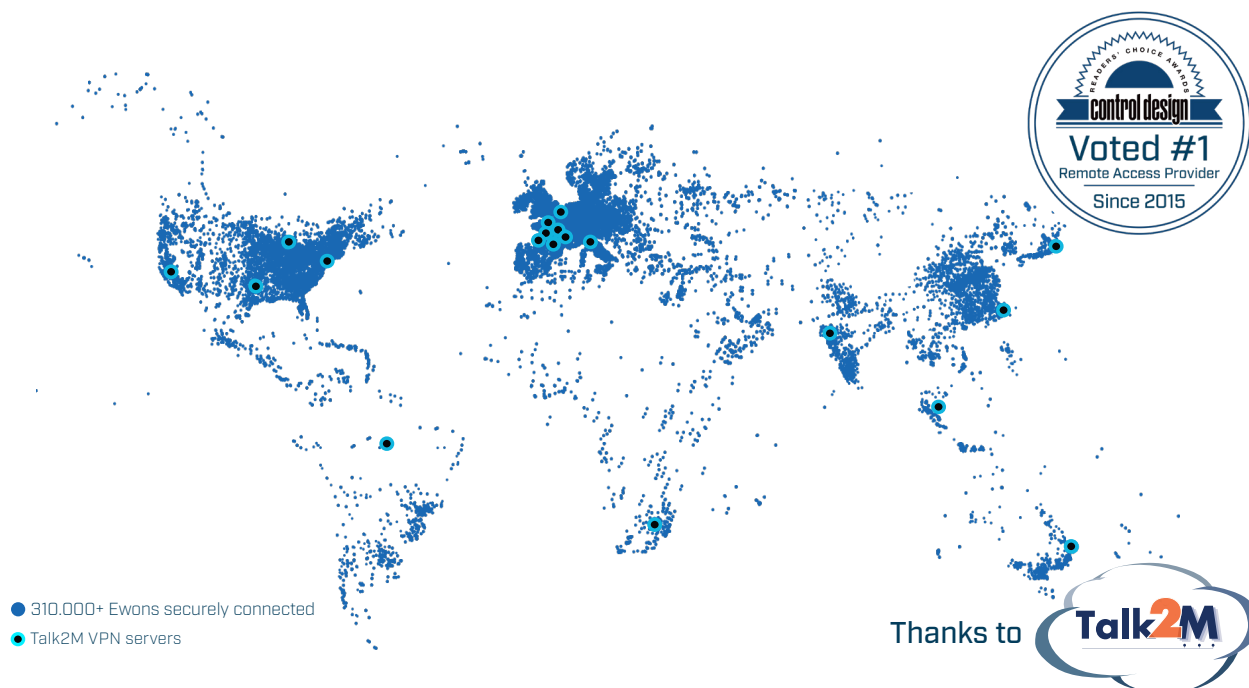 READERS' CHOICE AWARDS
control design
Voted #1
Remote Access Provider
Since 2015
310.000+ Ewons securely connected
Talk2M VPN servers
Thanks to
Talk2M